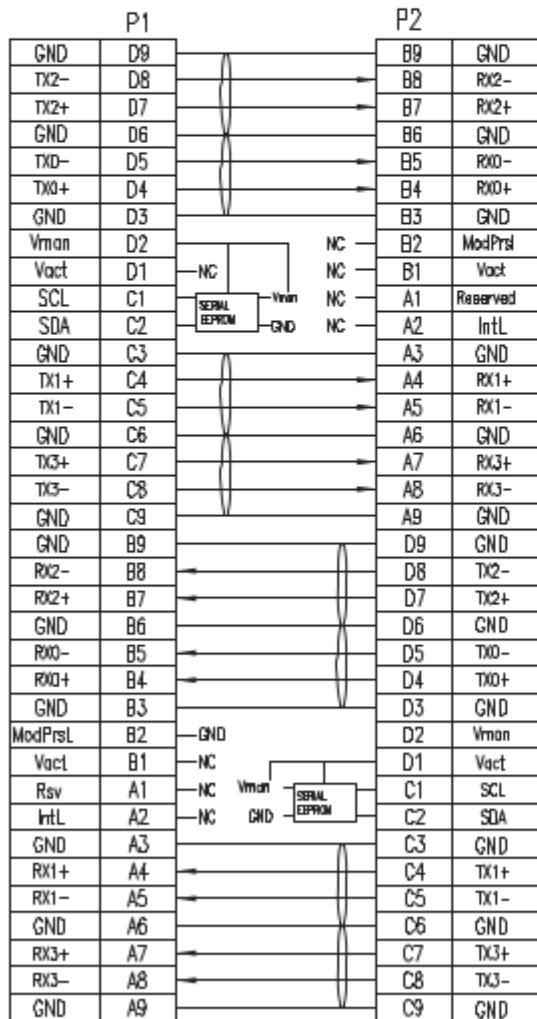 P1 P2
GND D9 B9 GND
TX2- D8 B8 RX2-
TX2+ D7 B7 RX2+
GND D6 B6 GND
TX0- D5 B5 RX0-
TX0+ D4 B4 RX0+
GND D3 B3 GND
Vman D2 NC B2 ModPrsl
Vact D1 NC NC B1 Vact
SCL C1 SERIAL Vman NC A1 Reserved
SDA C2 EEPROM GND NC A2 IntL
GND C3 A3 GND
TX1+ C4 A4 RX1+
TX1- C5 A5 RX1-
GND C6 A6 GND
TX3+ C7 A7 RX3+
TX3- C8 A8 RX3-
GND C9 A9 GND
GND B9 D9 GND
RX2- B8 D8 TX2-
RX2+ B7 D7 TX2+
GND B6 D6 GND
RX0- B5 D5 TX0-
RX0+ B4 D4 TX0+
GND B3 D3 GND
ModPrsL B2 GND D2 Vman
Vact B1 NC D1 Vact
Rsv A1 NC Vman SERIAL C1 SCL
IntL A2 NC GND EEPROM C2 SDA
GND A3 C3 GND
RX1+ A4 C4 TX1+
RX1- A5 C5 TX1-
GND A6 C6 GND
RX3+ A7 C7 TX3+
RX3- A8 C8 TX3-
GND A9 C9 GND